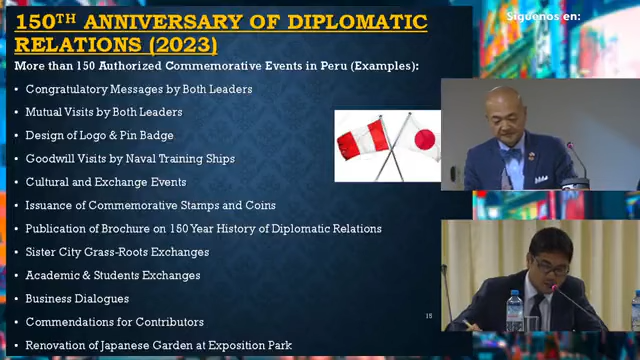 150TH ANNIVERSARY OF DIPLOMATIC
RELATIONS (2023)
Síguenos en:
More than 150 Authorized Commemorative Events in Peru (Examples):
• Congratulatory Messages by Both Leaders
• Mutual Visits by Both Leaders
• Design of Logo & Pin Badge
• Goodwill Visits by Naval Training Ships
• Cultural and Exchange Events
• Issuance of Commemorative Stamps and Coins
• Publication of Brochure on 150 Year History of Diplomatic Relations
• Sister City Grass-Roots Exchanges
• Academic & Students Exchanges
• Business Dialogues
• Commendations for Contributors
• Renovation of Japanese Garden at Exposition Park
15